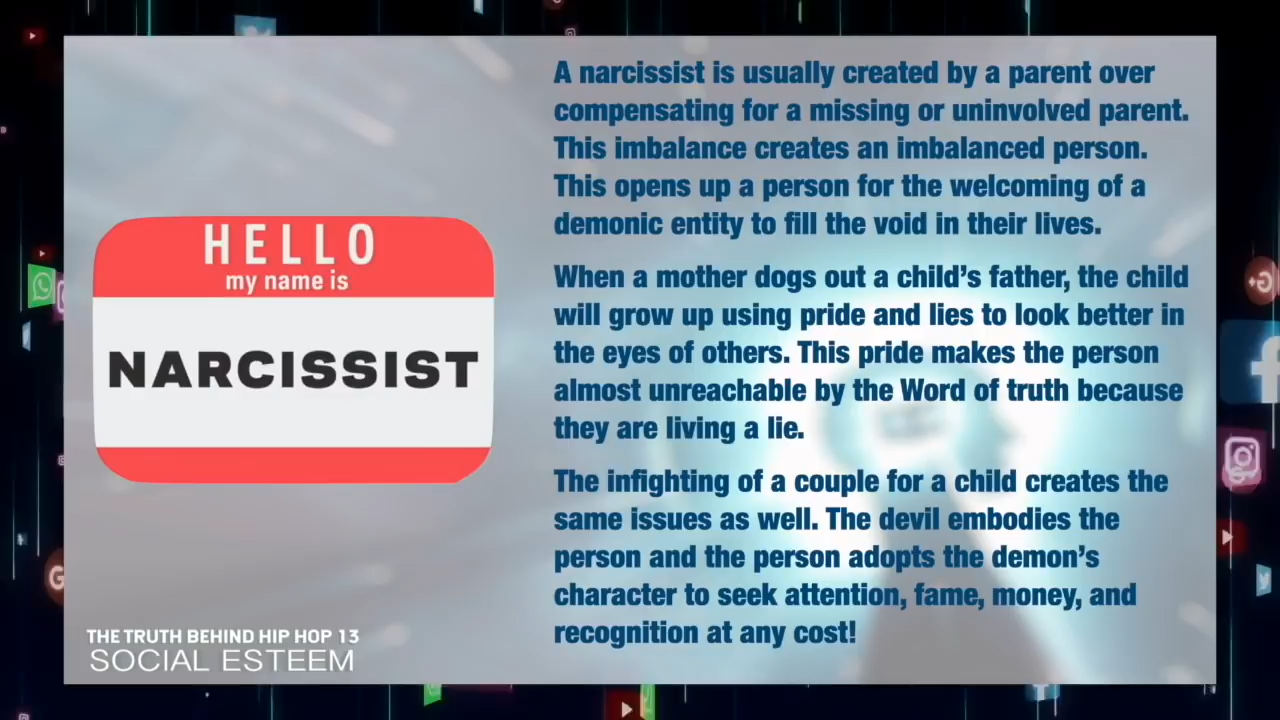 HELLO
my name is
NARCISSIST
A narcissist is usually created by a parent over
compensating for a missing or uninvolved parent.
This imbalance creates an imbalanced person.
This opens up a person for the welcoming of a
demonic entity to fill the void in their lives.
When a mother dogs out a child's father, the child
will grow up using pride and lies to look better in
the eyes of others. This pride makes the person
almost unreachable by the Word of truth because
they are living a lie.
The infighting of a couple for a child creates the
same issues as well. The devil embodies the
person and the person adopts the demon's
character to seek attention, fame, money, and
recognition at any cost!
THE TRUTH BEHIND HIP HOP 13
SOCIAL ESTEEM